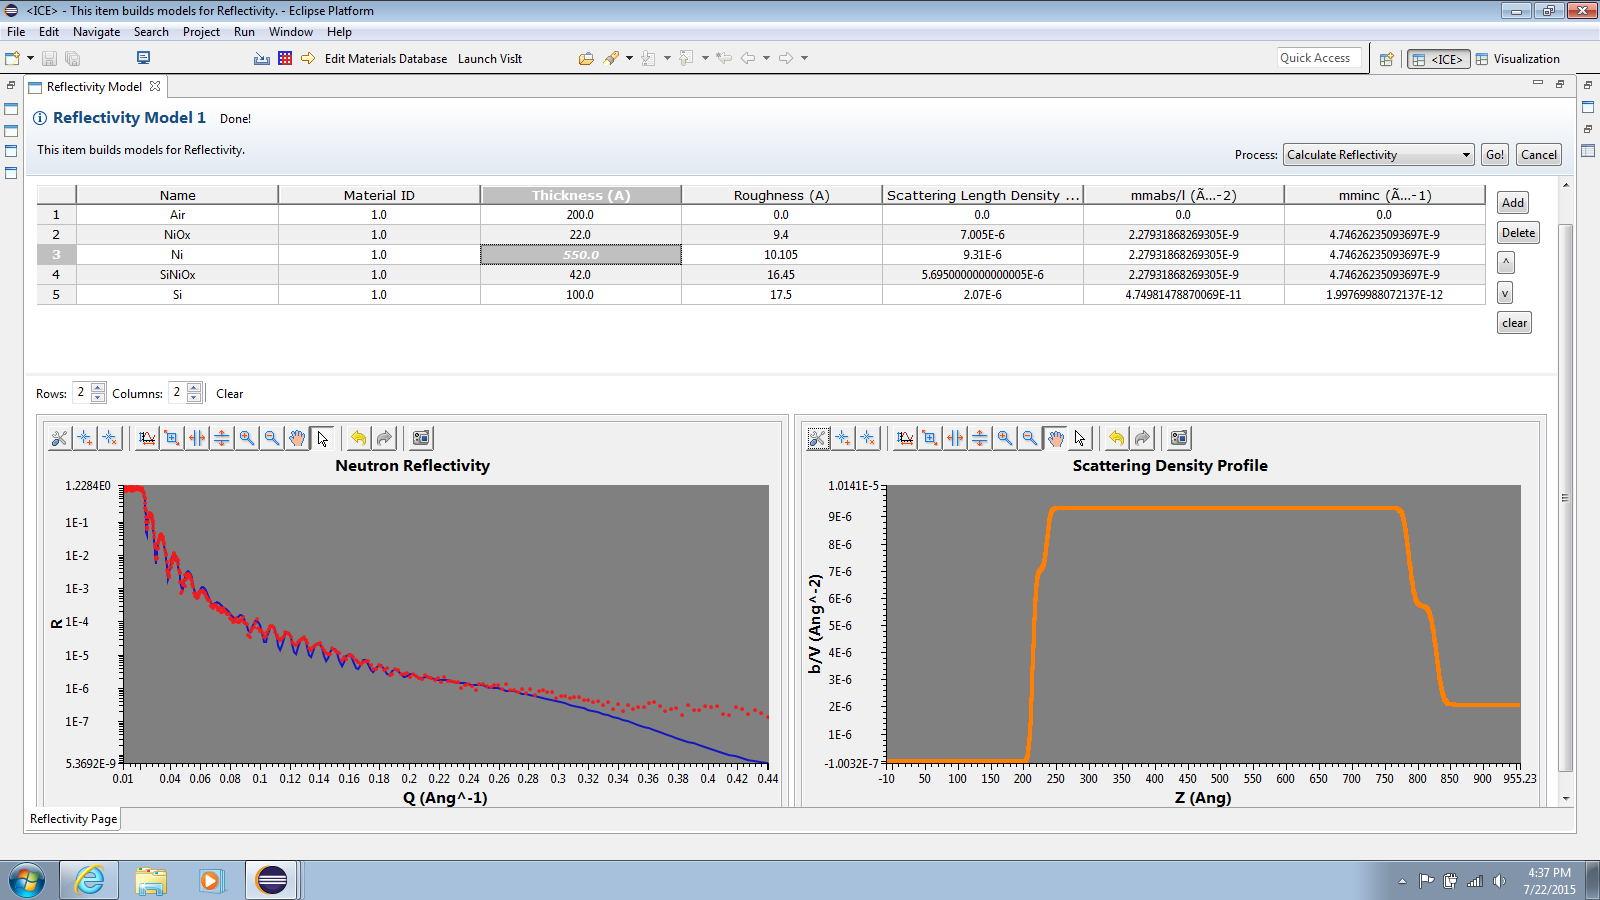 <ICE> - This item builds models for Reflectivity. - Eclipse Platform
File Edit Navigate Search Project Run Window Help
Edit Materials Database Launch VisIt Quick Access <ICE> Visualization
Reflectivity Model
Reflectivity Model 1 Done!
This item builds models for Reflectivity.
Process: Calculate Reflectivity Go! Cancel
Name Material ID Thickness (A) Roughness (A) Scattering Length Density ... mmabs/l (Ã...-2) mminc (Ã...-1)
1 Air 1.0 200.0 0.0 0.0 0.0 0.0
2 NiOx 1.0 22.0 9.4 7.005E-6 2.27931868269305E-9 4.74626235093697E-9
3 Ni 1.0 550.0 10.105 9.31E-6 2.27931868269305E-9 4.74626235093697E-9
4 SiNiOx 1.0 42.0 16.45 5.6950000000000005E-6 2.27931868269305E-9 4.74626235093697E-9
5 Si 1.0 100.0 17.5 2.07E-6 4.74981478870069E-11 1.99769988072137E-12
Add
Delete
^
v
clear
Rows: 2 Columns: 2 Clear
Neutron Reflectivity
1.2284E0
1E-1
1E-2
1E-3
1E-4
1E-5
1E-6
1E-7
5.3692E-9
R
0.01 0.04 0.06 0.08 0.1 0.12 0.14 0.16 0.18 0.2 0.22 0.24 0.26 0.28 0.3 0.32 0.34 0.36 0.38 0.4 0.42 0.44
Q (Ang^-1)
Scattering Density Profile
1.0141E-5
9E-6
8E-6
7E-6
6E-6
5E-6
4E-6
3E-6
2E-6
1E-6
-1.0032E-7
b/V (Ang^-2)
-10 50 100 150 200 250 300 350 400 450 500 550 600 650 700 750 800 850 900 955.23
Z (Ang)
Reflectivity Page
4:37 PM
7/22/2015